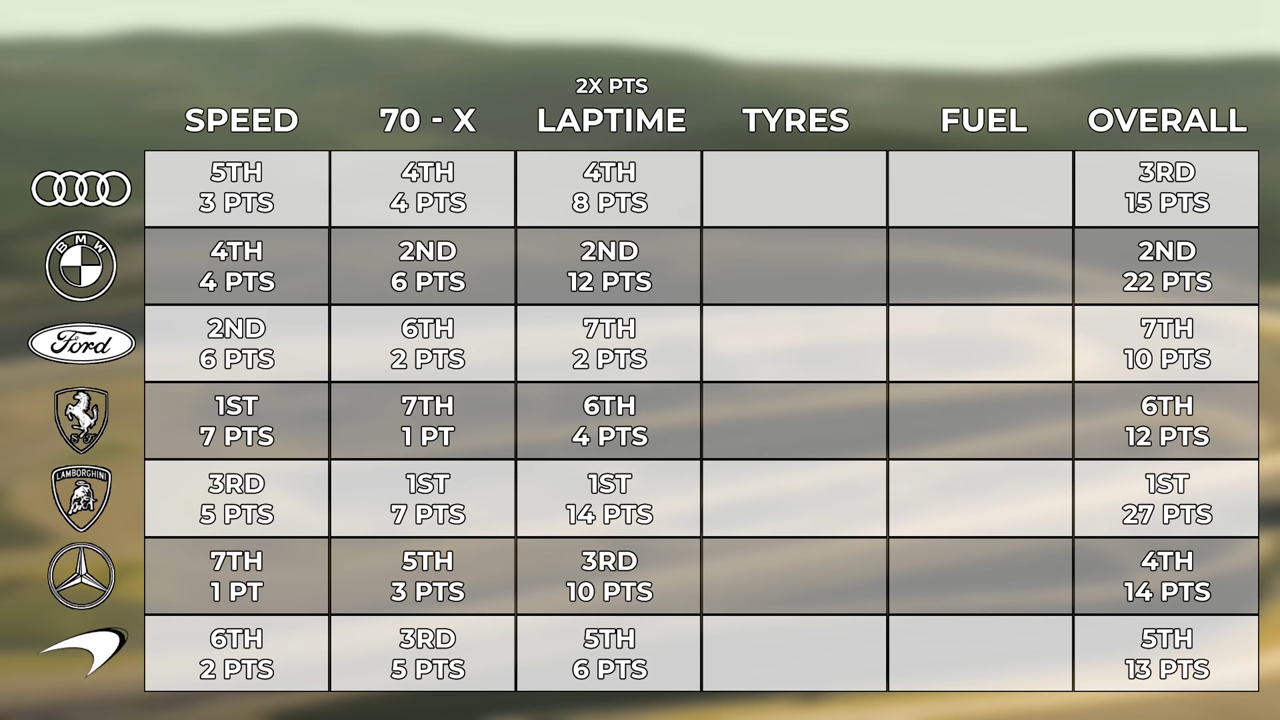 2X PTS
SPEED 70 - X LAPTIME TYRES FUEL OVERALL
5TH 4TH 4TH 3RD
3 PTS 4 PTS 8 PTS 15 PTS
BMW 4TH 2ND 2ND 2ND
4 PTS 6 PTS 12 PTS 22 PTS
Ford 2ND 6TH 7TH 7TH
6 PTS 2 PTS 2 PTS 10 PTS
1ST 7TH 6TH 6TH
S F 7 PTS 1 PT 4 PTS 12 PTS
LAMBORGHINI 3RD 1ST 1ST 1ST
5 PTS 7 PTS 14 PTS 27 PTS
7TH 5TH 3RD 4TH
1 PT 3 PTS 10 PTS 14 PTS
6TH 3RD 5TH 5TH
2 PTS 5 PTS 6 PTS 13 PTS